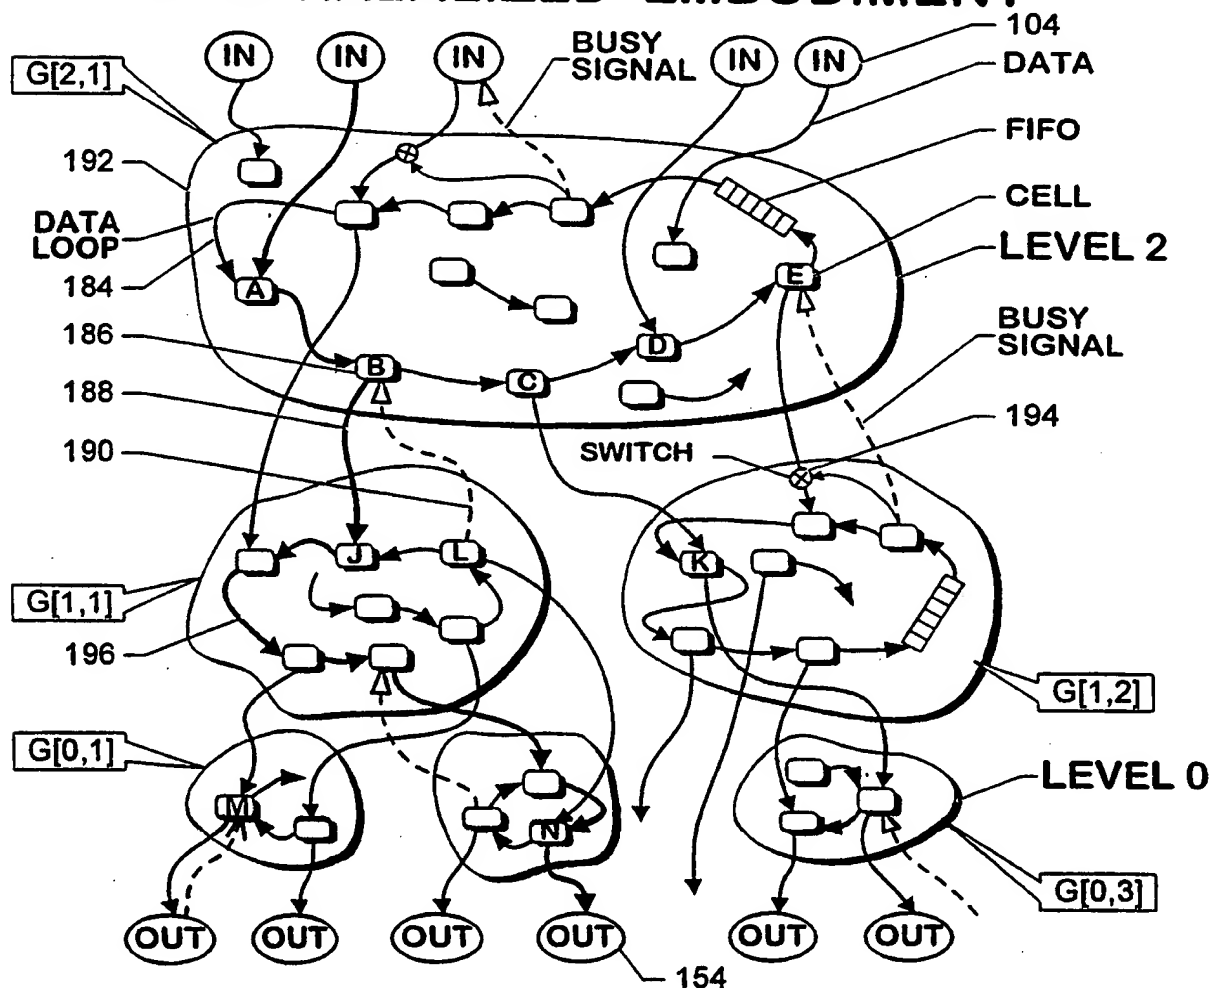 EMBODIMENT
104
IN
IN
IN
BUSY
SIGNAL
IN
IN
DATA
G[2,1]
FIFO
192
CELL
DATA
LOOP
LEVEL 2
184
A
E
186
BUSY
SIGNAL
D
B
C
188
194
190
SWITCH
J
L
K
G[1,1]
196
G[1,2]
G[0,1]
LEVEL 0
M
N
G[0,3]
OUT
OUT
OUT
OUT
OUT
OUT
154